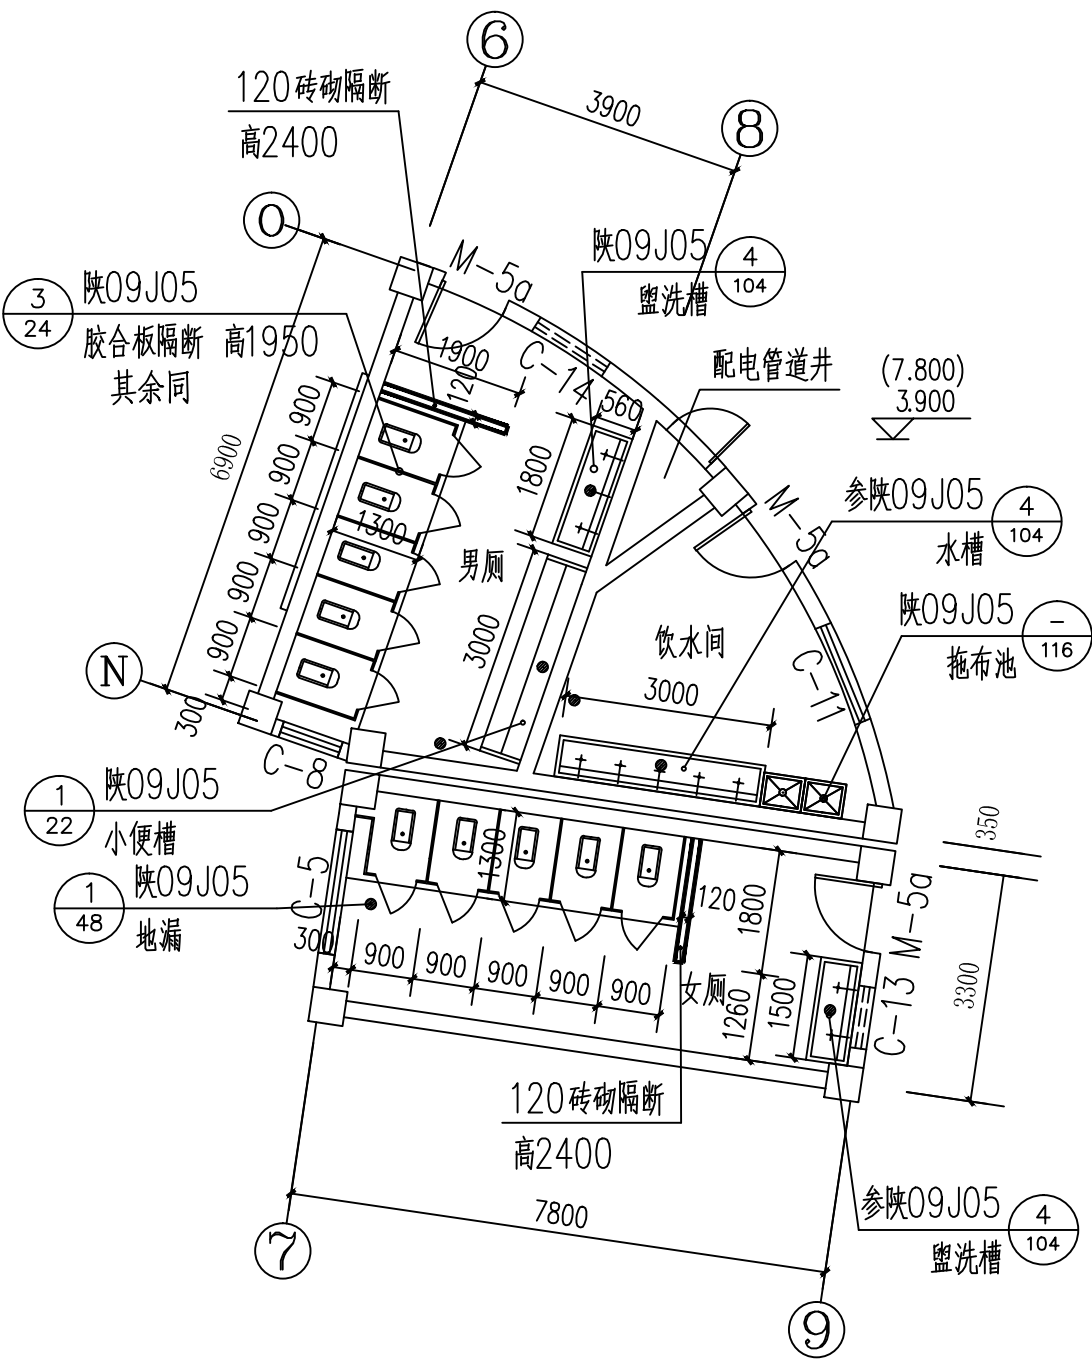 6
120砖砌隔断
高2400
3900
8
O
M-5a
陕09J05
4
104
盥洗槽
3
24
陕09J05
胶合板隔断 高1950
其余同
1900
120
C-14
560
配电管道井
(7.800)
3.900
900
900
900
900
900
6900
1800
1300
男厕
M-5a
参陕09J05
4
104
水槽
3000
饮水间
陕09J05
-
116
拖布池
N
300
3000
C-11
C-8
陕09J05
1
22
小便槽
350
陕09J05
1
48
地漏
C-5
1300
120
1800
M-5a
300
900
900
900
900
900
女厕
1260
1500
C-13
3300
120砖砌隔断
高2400
7800
7
参陕09J05
4
104
盥洗槽
9